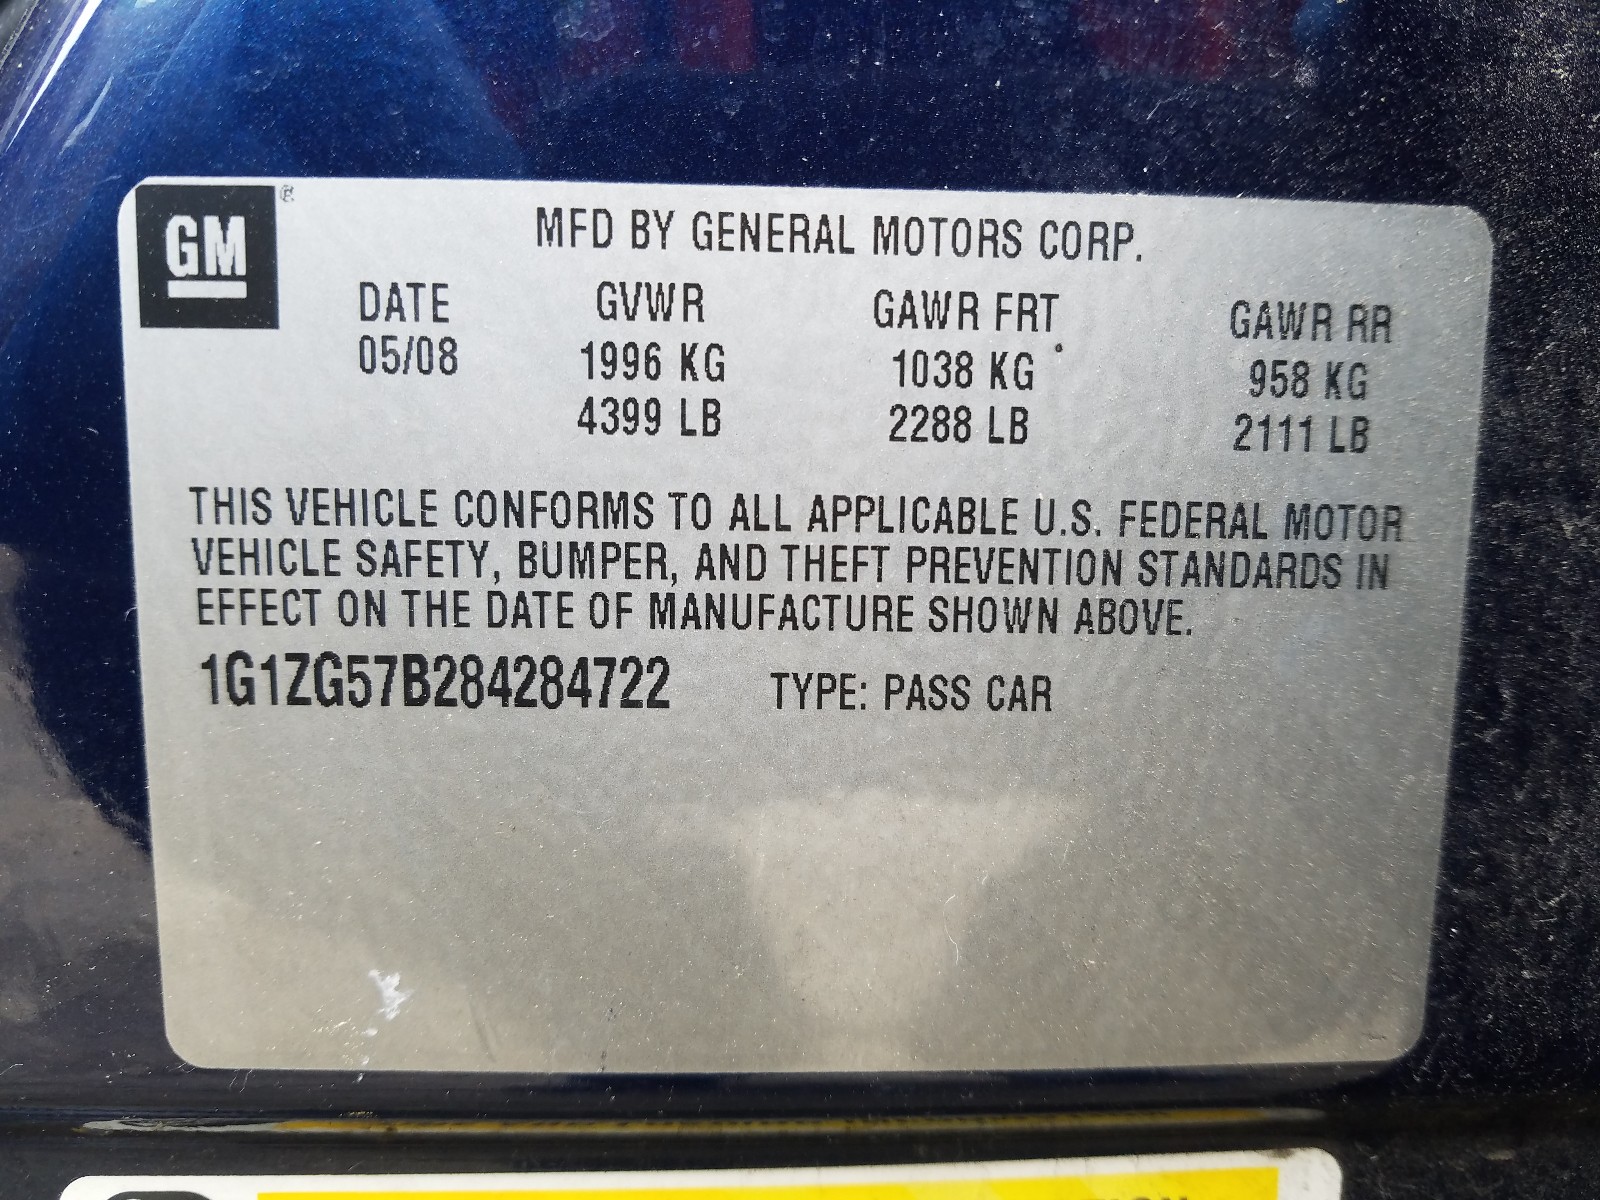 GM
MFD BY GENERAL MOTORS CORP.
DATE GVWR GAWR FRT GAWR RR
05/08 1996 KG 1038 KG 958 KG
4399 LB 2288 LB 2111 LB
THIS VEHICLE CONFORMS TO ALL APPLICABLE U.S. FEDERAL MOTOR
VEHICLE SAFETY, BUMPER, AND THEFT PREVENTION STANDARDS IN
EFFECT ON THE DATE OF MANUFACTURE SHOWN ABOVE.
1G1ZG57B284284722 TYPE: PASS CAR